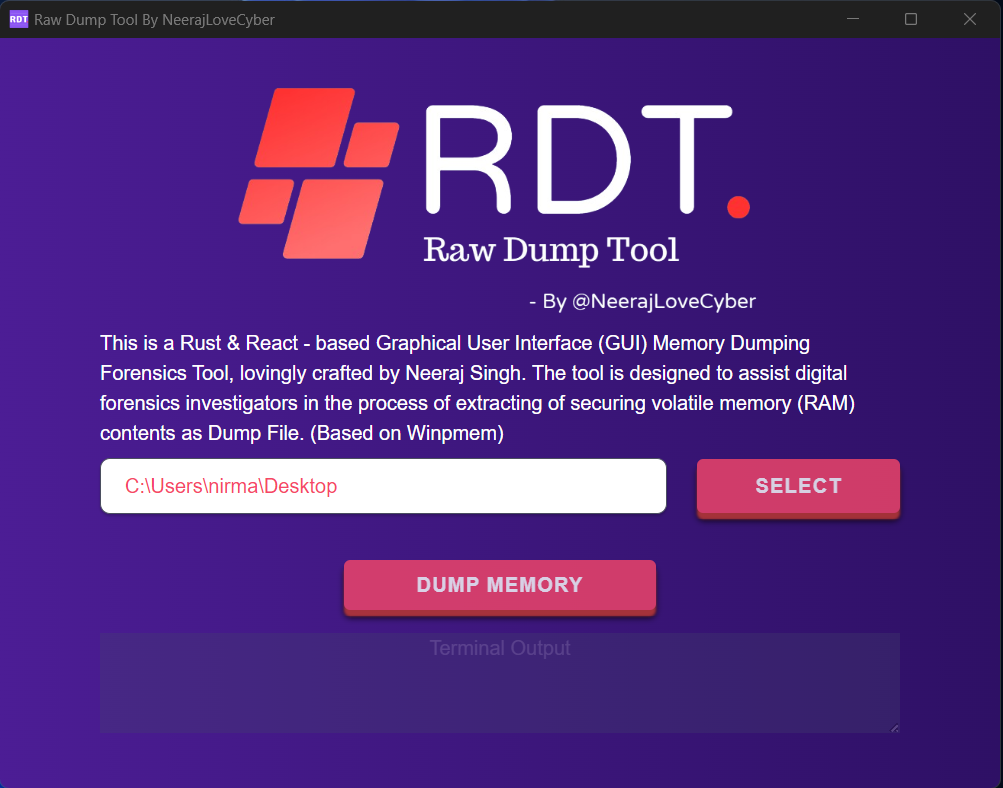 RDT Raw Dump Tool By NeerajLoveCyber
RDT.
Raw Dump Tool
- By @NeerajLoveCyber
This is a Rust & React - based Graphical User Interface (GUI) Memory Dumping
Forensics Tool, lovingly crafted by Neeraj Singh. The tool is designed to assist digital
forensics investigators in the process of extracting of securing volatile memory (RAM)
contents as Dump File. (Based on Winpmem)
C:\Users\nirma\Desktop
SELECT
DUMP MEMORY
Terminal Output